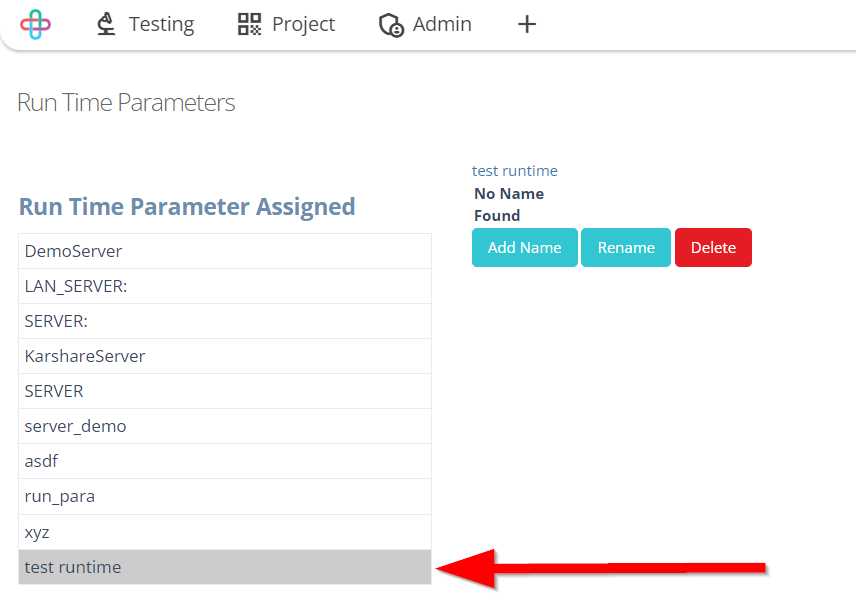 Testing Project Admin +
Run Time Parameters
Run Time Parameter Assigned
DemoServer
LAN_SERVER:
SERVER:
KarshareServer
SERVER
server_demo
asdf
run_para
xyz
test runtime
test runtime
No Name
Found
Add Name Rename Delete